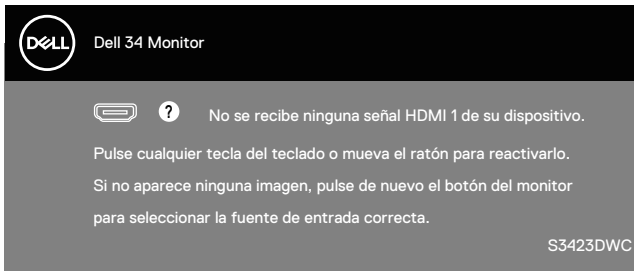 DELL
Dell 34 Monitor
? No se recibe ninguna señal HDMI 1 de su dispositivo.
Pulse cualquier tecla del teclado o mueva el ratón para reactivarlo.
Si no aparece ninguna imagen, pulse de nuevo el botón del monitor
para seleccionar la fuente de entrada correcta.
S3423DWC